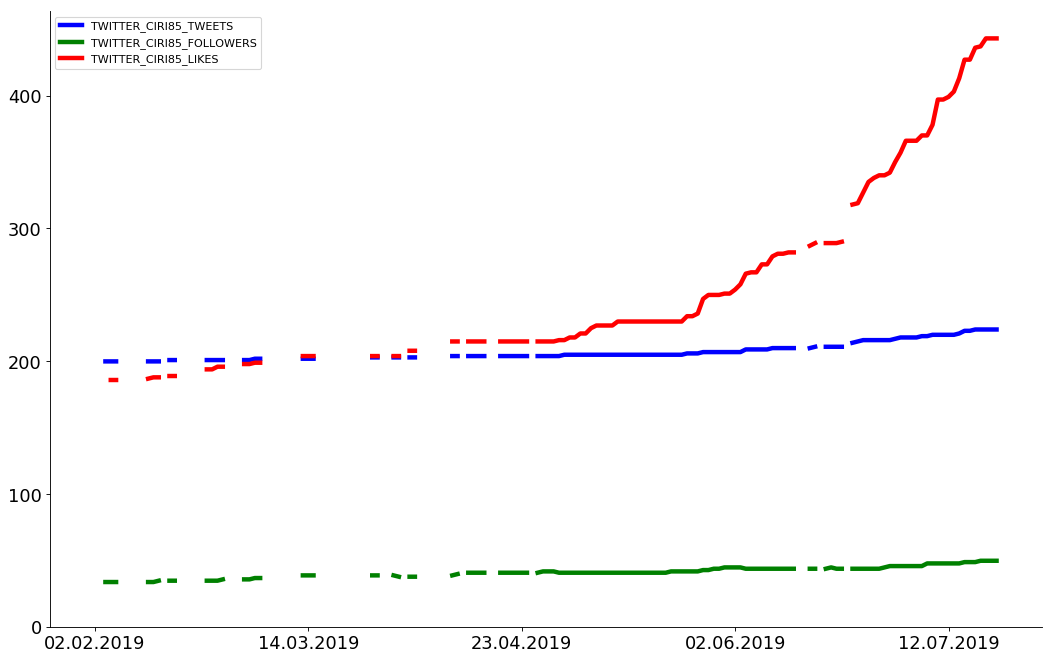 TWITTER_CIRI85_TWEETS
TWITTER_CIRI85_FOLLOWERS
TWITTER_CIRI85_LIKES
400
300
200
100
0
02.02.2019 14.03.2019 23.04.2019 02.06.2019 12.07.2019